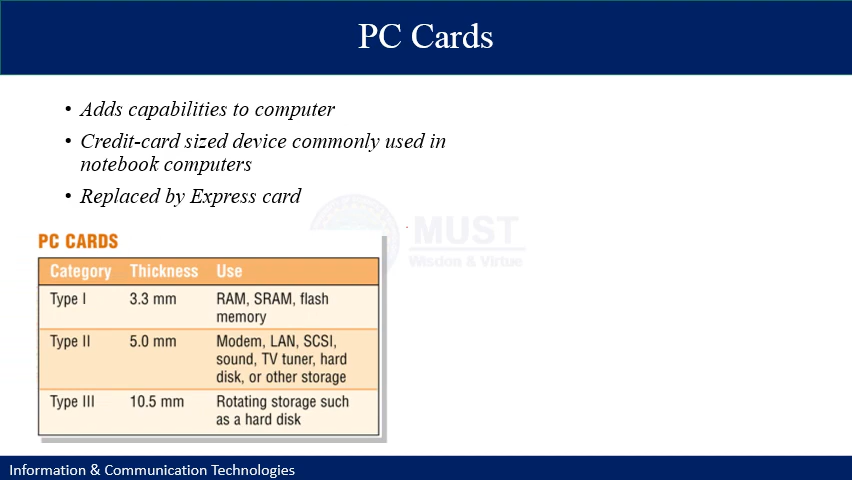 PC Cards
• Adds capabilities to computer
• Credit-card sized device commonly used in
notebook computers
• Replaced by Express card
MUST
Wisdom & Virtue
PC CARDS
Category Thickness Use
Type I 3.3 mm RAM, SRAM, flash
memory
Type II 5.0 mm Modem, LAN, SCSI,
sound, TV tuner, hard
disk, or other storage
Type III 10.5 mm Rotating storage such
as a hard disk
Information & Communication Technologies